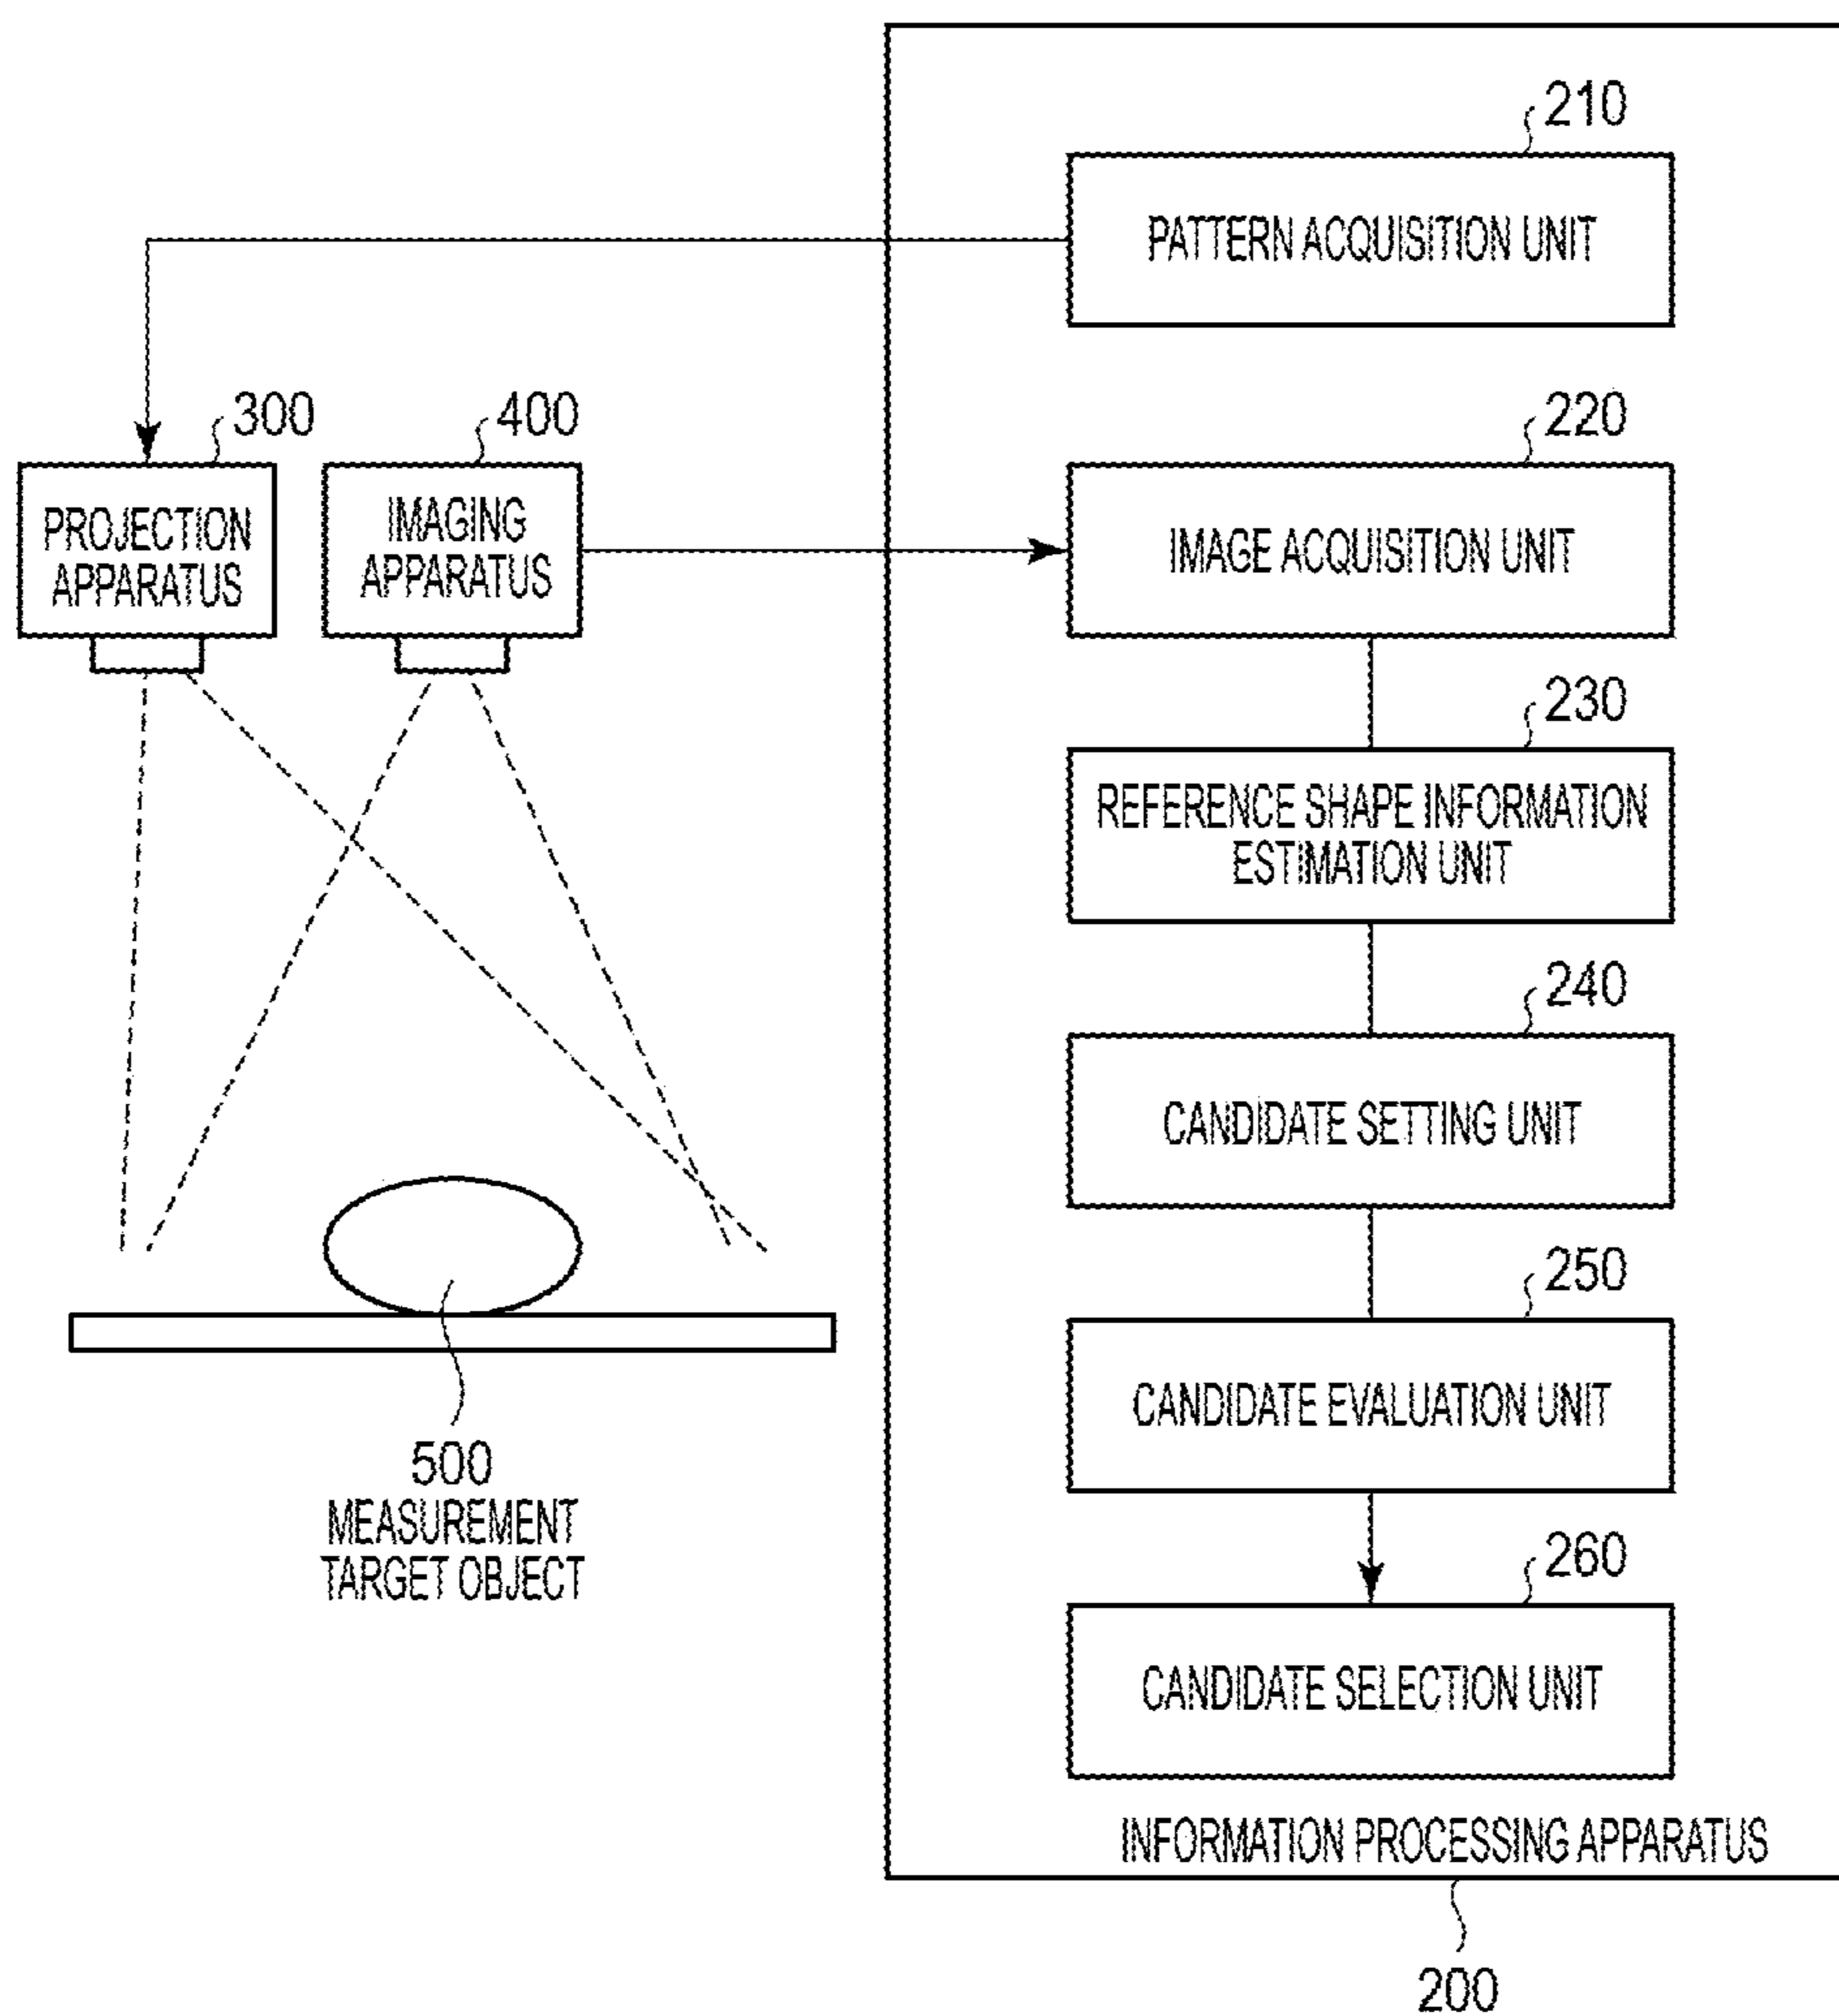 210
PATTERN ACQUISITION UNIT
300
400
220
PROJECTION
APPARATUS
IMAGING
APPARATUS
IMAGE ACQUISITION UNIT
230
REFERENCE SHAPE INFORMATION
ESTIMATION UNIT
240
CANDIDATE SETTING UNIT
250
CANDIDATE EVALUATION UNIT
500
MEASUREMENT
TARGET OBJECT
260
CANDIDATE SELECTION UNIT
INFORMATION PROCESSING APPARATUS
200